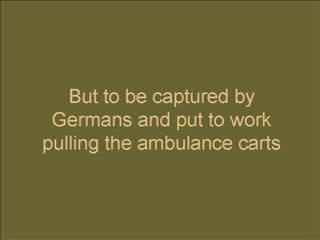 But to be captured by
Germans and put to work
pulling the ambulance carts